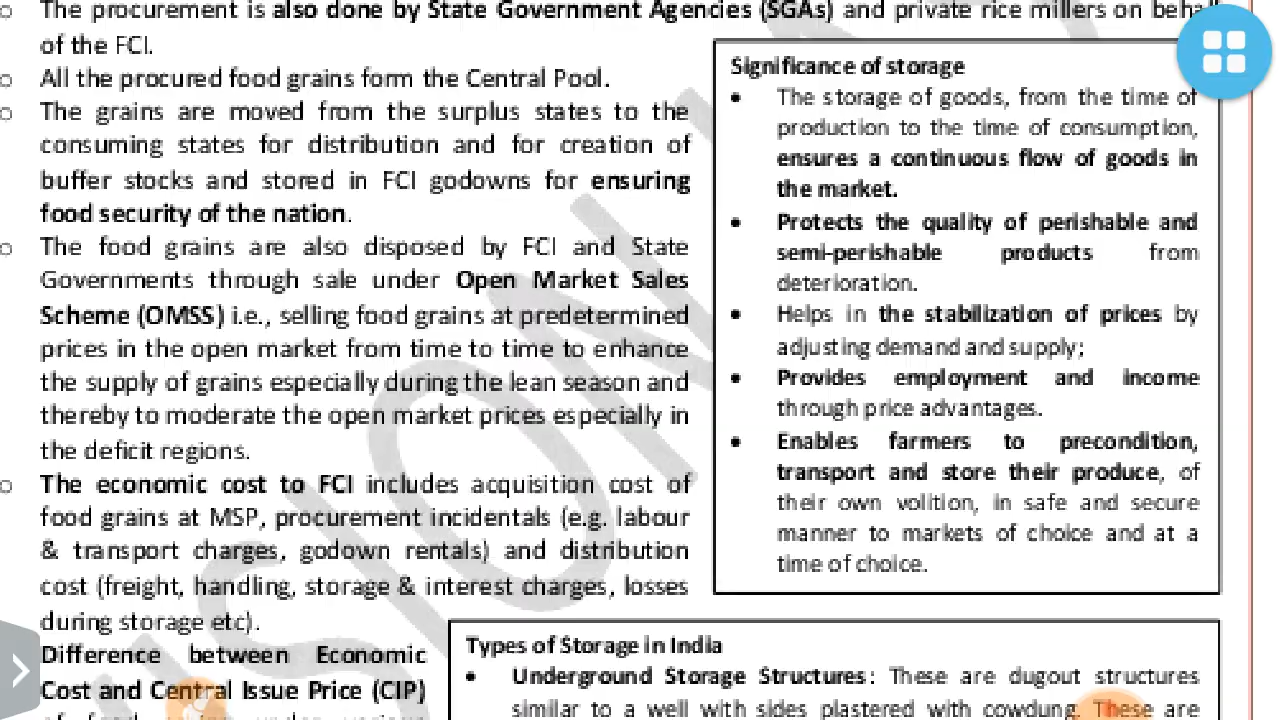 o The procurement is also done by State Government Agencies (SGAs) and private rice millers on behalf
of the FCI.
o All the procured food grains form the Central Pool.
o The grains are moved from the surplus states to the
consuming states for distribution and for creation of
buffer stocks and stored in FCI godowns for ensuring
food security of the nation.
o The food grains are also disposed by FCI and State
Governments through sale under Open Market Sales
Scheme (OMSS) i.e., selling food grains at predetermined
prices in the open market from time to time to enhance
the supply of grains especially during the lean season and
thereby to moderate the open market prices especially in
the deficit regions.
o The economic cost to FCI includes acquisition cost of
food grains at MSP, procurement incidentals (e.g. labour
& transport charges, godown rentals) and distribution
cost (freight, handling, storage & interest charges, losses
during storage etc).
Difference between Economic
Cost and Central Issue Price (CIP)
Significance of storage
• The storage of goods, from the time of
production to the time of consumption,
ensures a continuous flow of goods in
the market.
• Protects the quality of perishable and
semi-perishable products from
deterioration.
• Helps in the stabilization of prices by
adjusting demand and supply;
• Provides employment and income
through price advantages.
• Enables farmers to precondition,
transport and store their produce, of
their own volition, in safe and secure
manner to markets of choice and at a
time of choice.
Types of Storage in India
• Underground Storage Structures: These are dugout structures
similar to a well with sides plastered with cowdung. These are